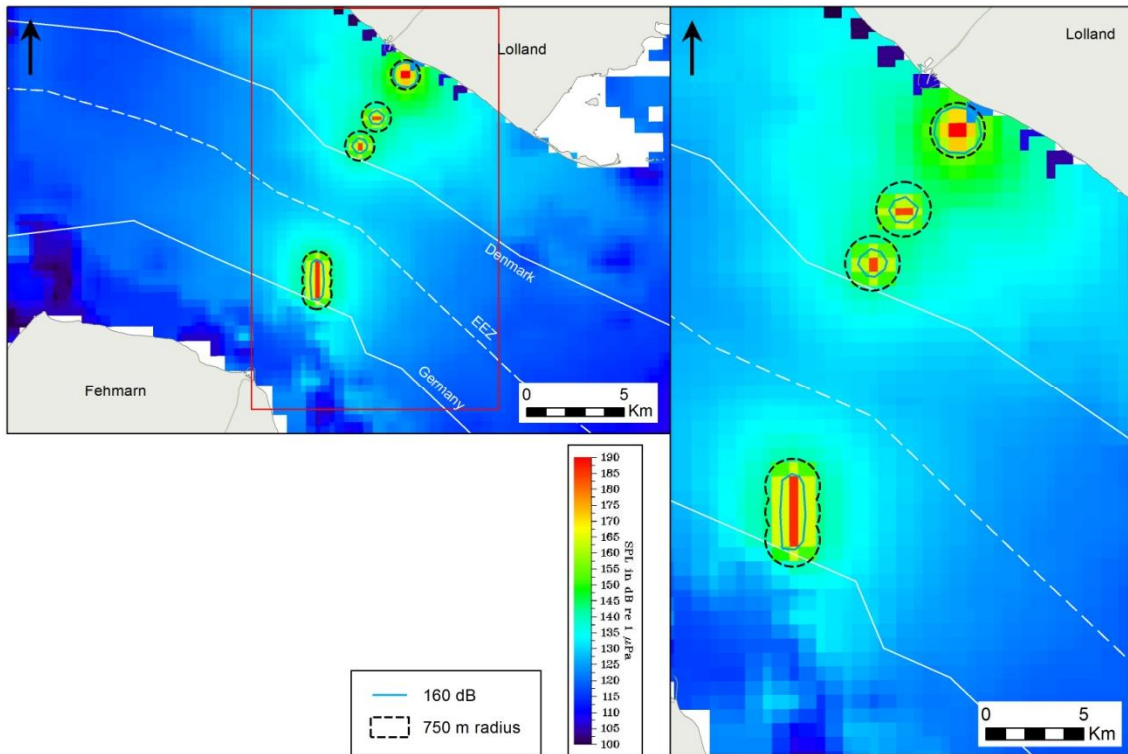 Lolland
Denmark
EEZ
Germany
Fehmarn
0 5
Km
Lolland
0 5
Km
190
185
180
175
170
165
160
155
150
145
140
135
130
125
120
115
110
105
100
SPL in dB re 1 μPa
160 dB
750 m radius